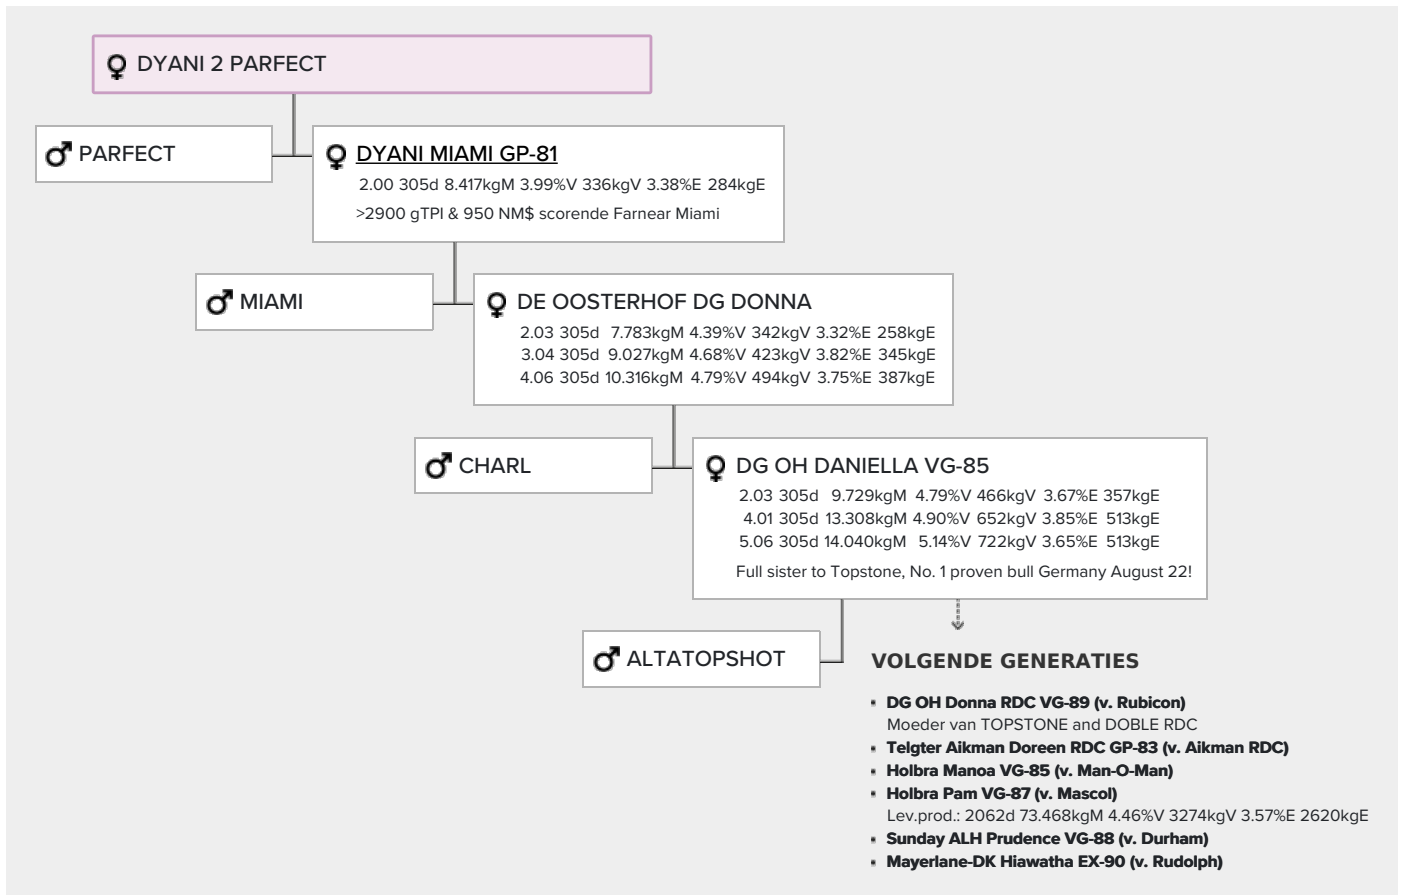 DYANI 2 PARFECT
PARFECT
DYANI MIAMI GP-81
2.00 305d 8.417kgM 3.99%V 336kgV 3.38%E 284kgE
>2900 gTPI & 950 NM$ scorende Farnear Miami
MIAMI
DE OOSTERHOF DG DONNA
2.03 305d 7.783kgM 4.39%V 342kgV 3.32%E 258kgE
3.04 305d 9.027kgM 4.68%V 423kgV 3.82%E 345kgE
4.06 305d 10.316kgM 4.79%V 494kgV 3.75%E 387kgE
CHARL
DG OH DANIELLA VG-85
2.03 305d 9.729kgM 4.79%V 466kgV 3.67%E 357kgE
4.01 305d 13.308kgM 4.90%V 652kgV 3.85%E 513kgE
5.06 305d 14.040kgM 5.14%V 722kgV 3.65%E 513kgE
Full sister to Topstone, No. 1 proven bull Germany August 22!
ALTATOPSHOT
VOLGENDE GENERATIES
DG OH Donna RDC VG-89 (v. Rubicon)
Moeder van TOPSTONE and DOBLE RDC
Telgter Aikman Doreen RDC GP-83 (v. Aikman RDC)
Holbra Manoa VG-85 (v. Man-O-Man)
Holbra Pam VG-87 (v. Mascol)
Lev.prod.: 2062d 73.468kgM 4.46%V 3274kgV 3.57%E 2620kgE
Sunday ALH Prudence VG-88 (v. Durham)
Mayerlane-DK Hiawatha EX-90 (v. Rudolph)